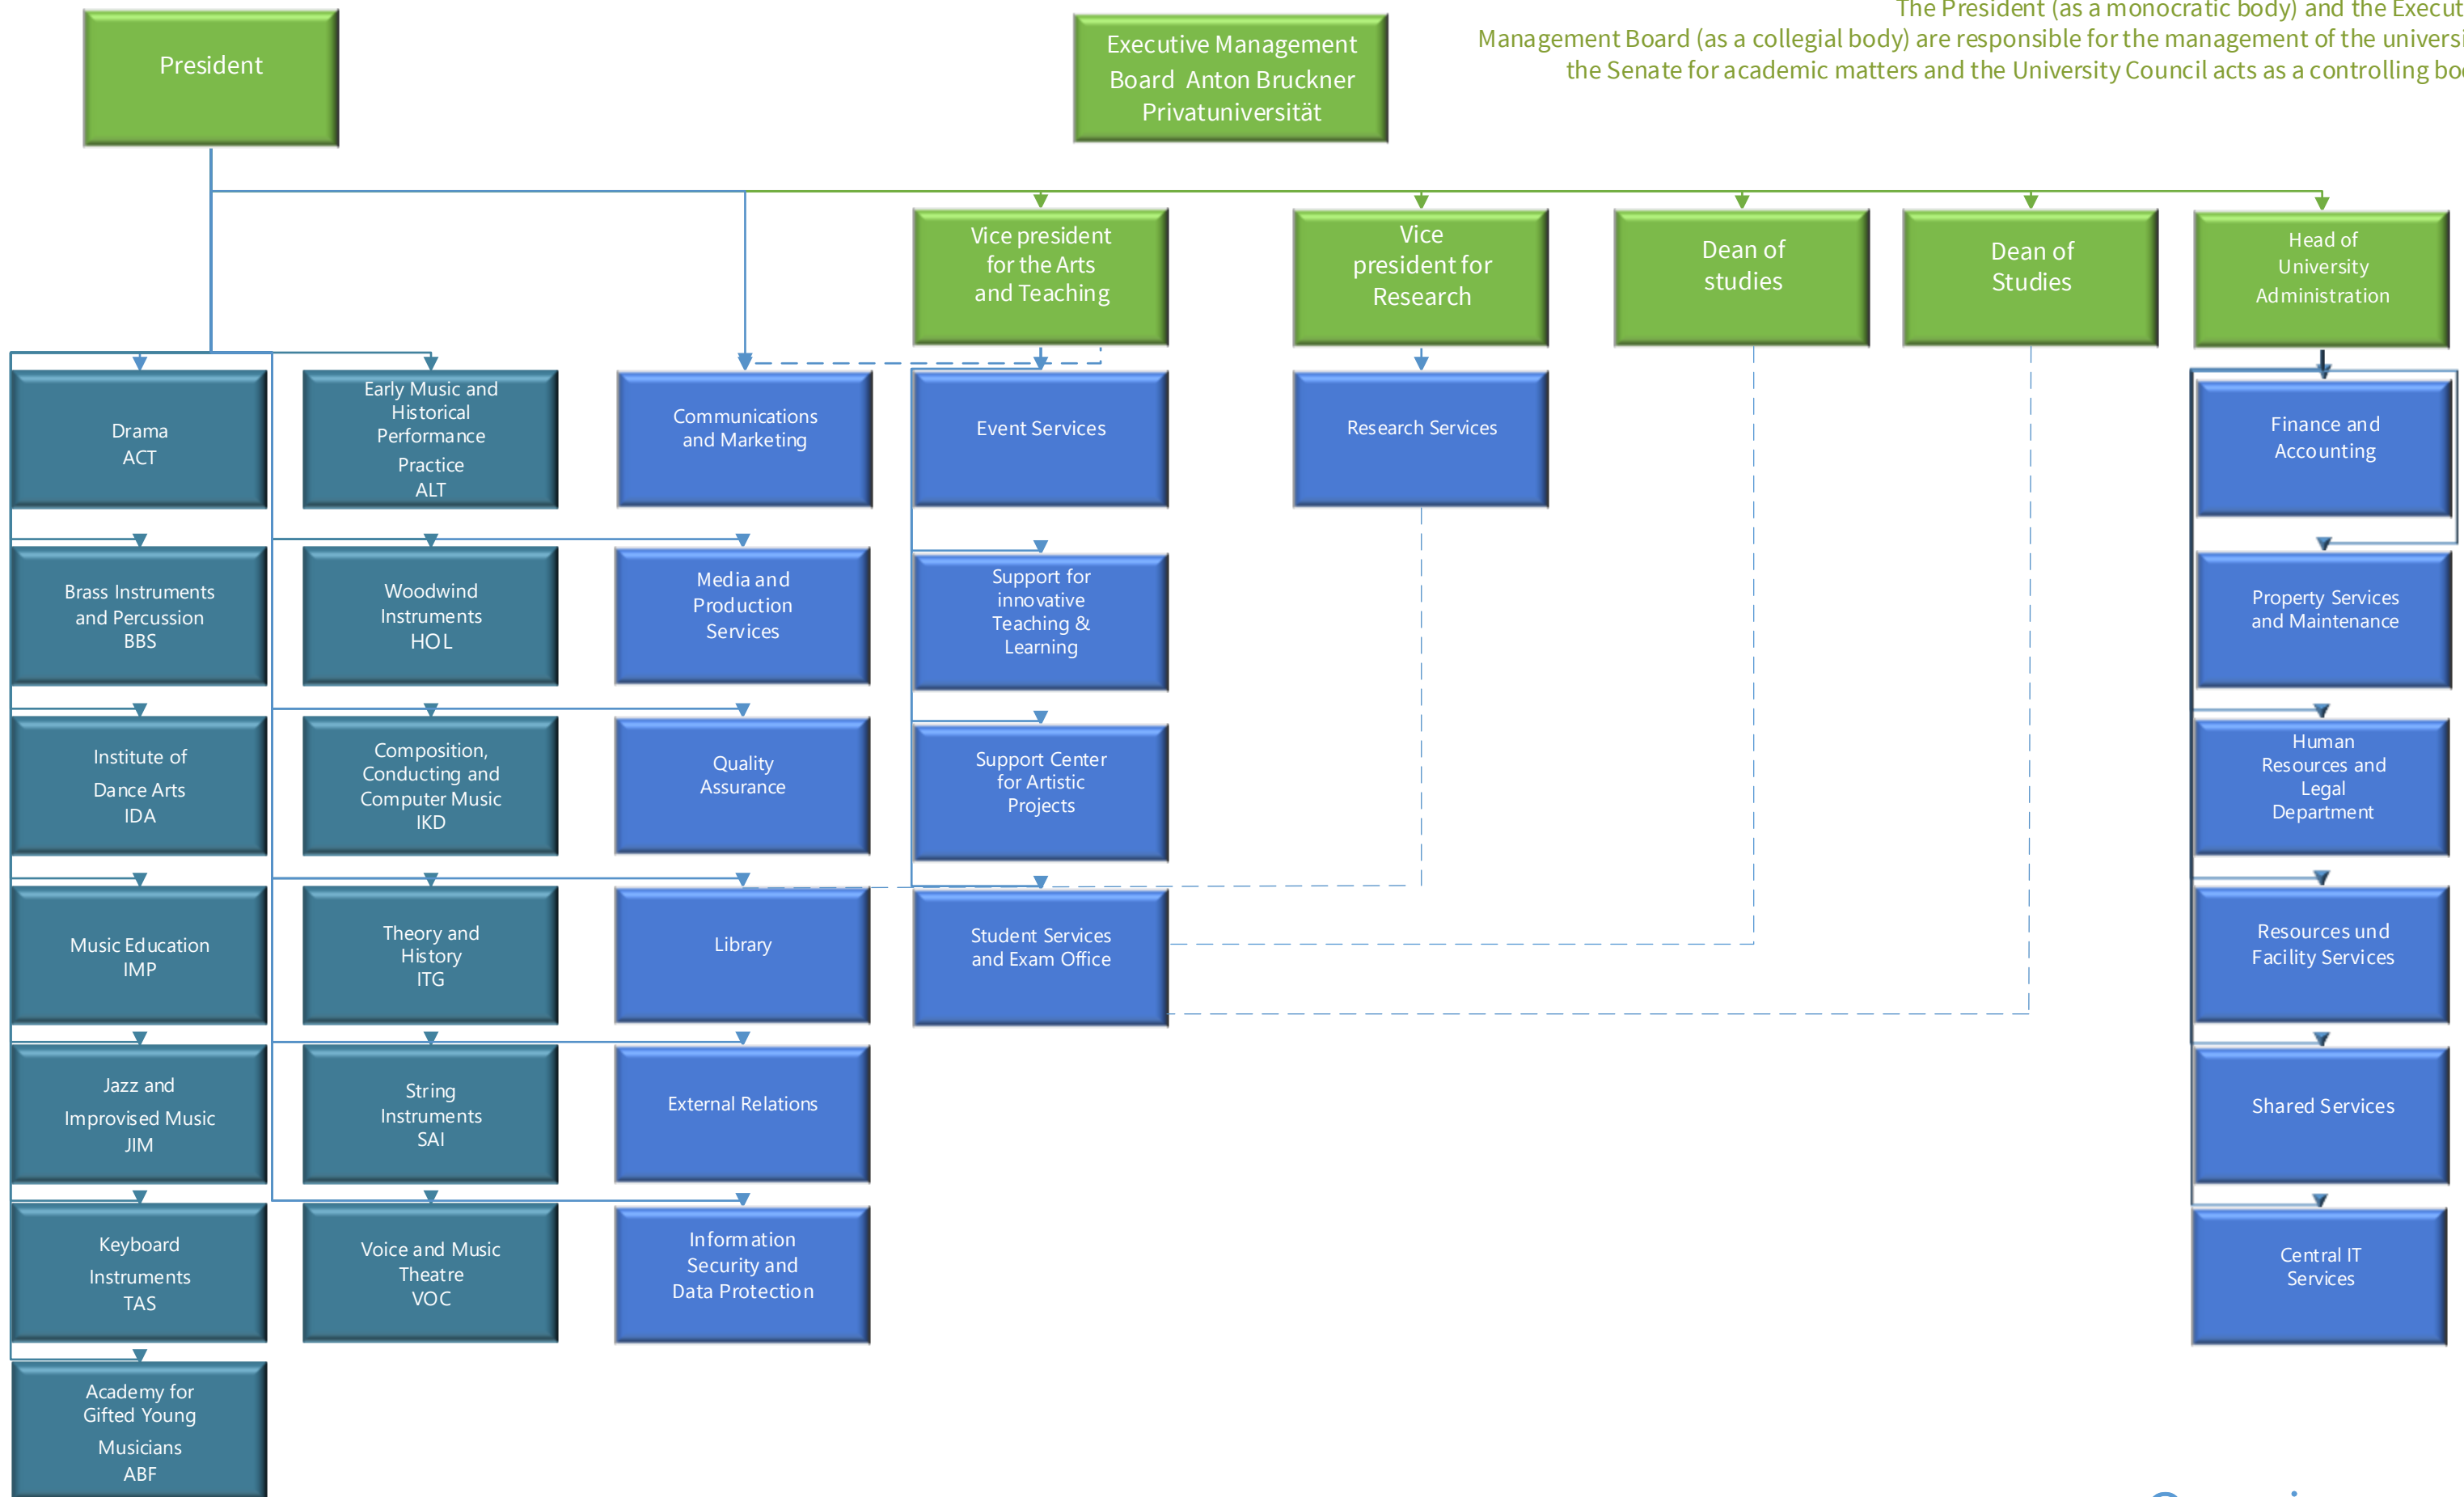 The President (as a monocratic body) and the
Management Board (as a collegial body) are responsible for the management of the
the Senate for academic matters and the University Council acts as a controlling
President
Executive Management
Board Anton Bruckner
Privatuniversität
Vice president
for the Arts
and Teaching
Vice
president for
Research
Dean of
studies
Dean of
Studies
Head of
University
Administration
Drama
ACT
Early Music and
Historical
Performance
Practice
ALT
Communications
and Marketing
Event Services
Research Services
Finance and
Accounting
Brass Instruments
and Percussion
BBS
Woodwind
Instruments
HOL
Media and
Production
Services
Support for
innovative
Teaching &
Learning
Property Services
and Maintenance
Institute of
Dance Arts
IDA
Composition,
Conducting and
Computer Music
IKD
Quality
Assurance
Support Center
for Artistic
Projects
Human
Resources and
Legal
Department
Music Education
IMP
Theory and
History
ITG
Library
Student Services
and Exam Office
Resources und
Facility Services
Jazz and
Improvised Music
JIM
String
Instruments
SAI
External Relations
Shared Services
Keyboard
Instruments
TAS
Voice and Music
Theatre
VOC
Information
Security and
Data Protection
Central IT
Services
Academy for
Gifted Young
Musicians
ABF